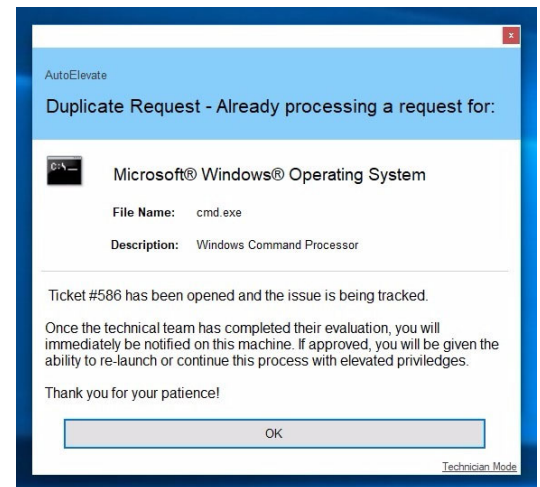 x
AutoElevate
Duplicate Request - Already processing a request for:
C:\_
Microsoft® Windows® Operating System
File Name: cmd.exe
Description: Windows Command Processor
Ticket #586 has been opened and the issue is being tracked.
Once the technical team has completed their evaluation, you will
immediately be notified on this machine. If approved, you will be given the
ability to re-launch or continue this process with elevated priviledges.
Thank you for your patience!
OK
Technician Mode